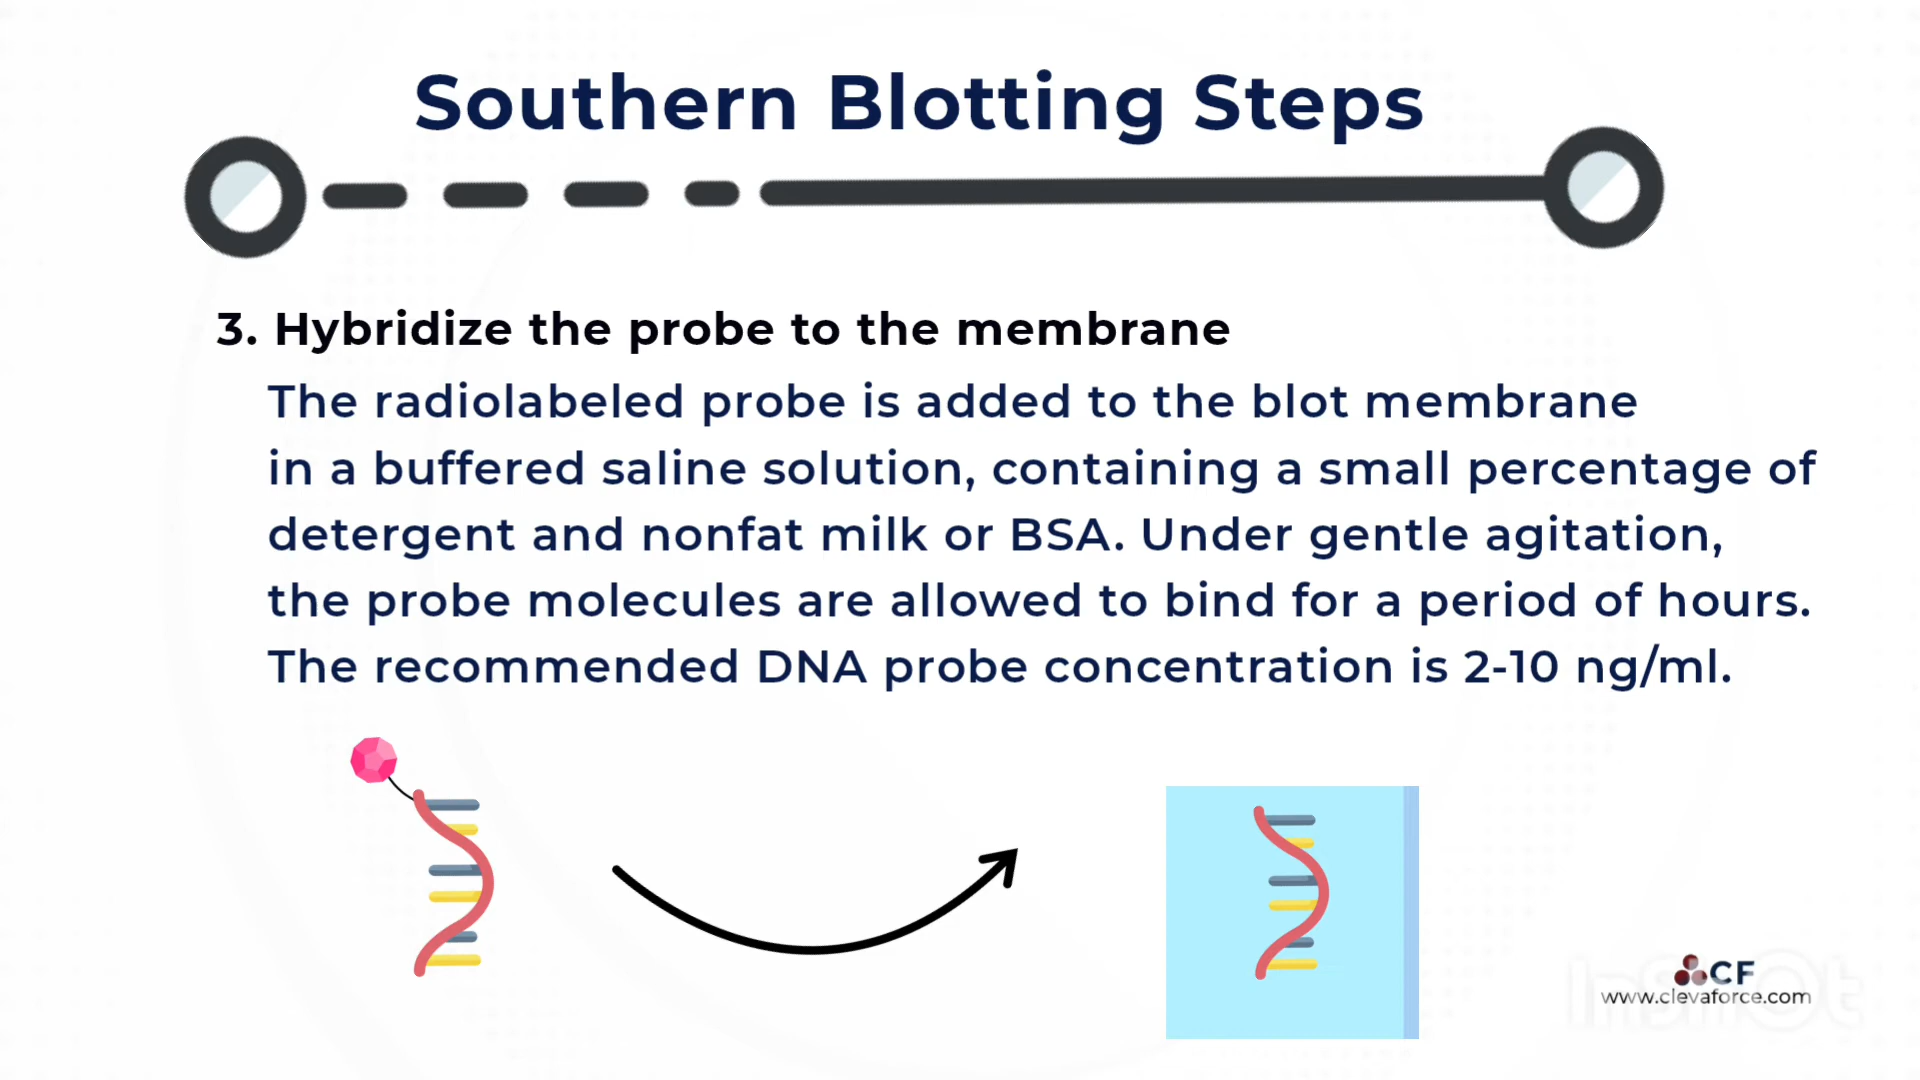 Southern Blotting Steps
3. Hybridize the probe to the membrane
The radiolabeled probe is added to the blot membrane
in a buffered saline solution, containing a small percentage of
detergent and nonfat milk or BSA. Under gentle agitation,
the probe molecules are allowed to bind for a period of hours.
The recommended DNA probe concentration is 2-10 ng/ml.
CF
www.clevaforce.com
InShOt